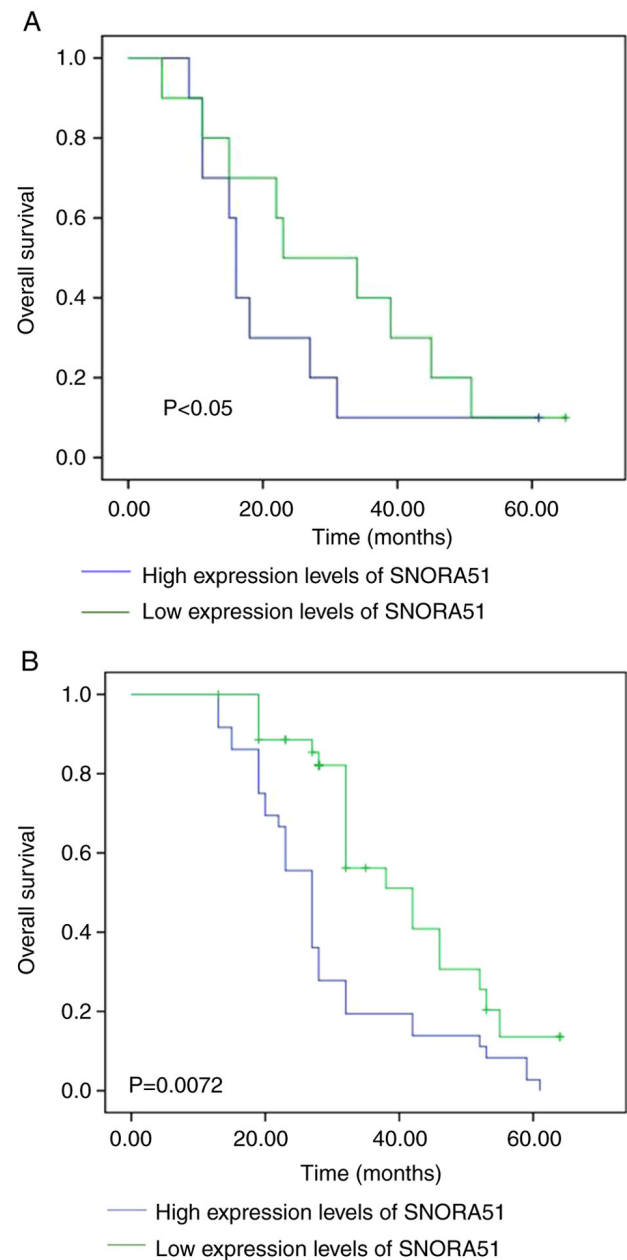 A
1.0
0.8
0.6
0.4
0.2
0.0
Overall survival
P<0.05
0.00 20.00 40.00 60.00
Time (months)
High expression levels of SNORA51
Low expression levels of SNORA51
B
1.0
0.8
0.6
0.4
0.2
0.0
Overall survival
P=0.0072
0.00 20.00 40.00 60.00
Time (months)
High expression levels of SNORA51
Low expression levels of SNORA51